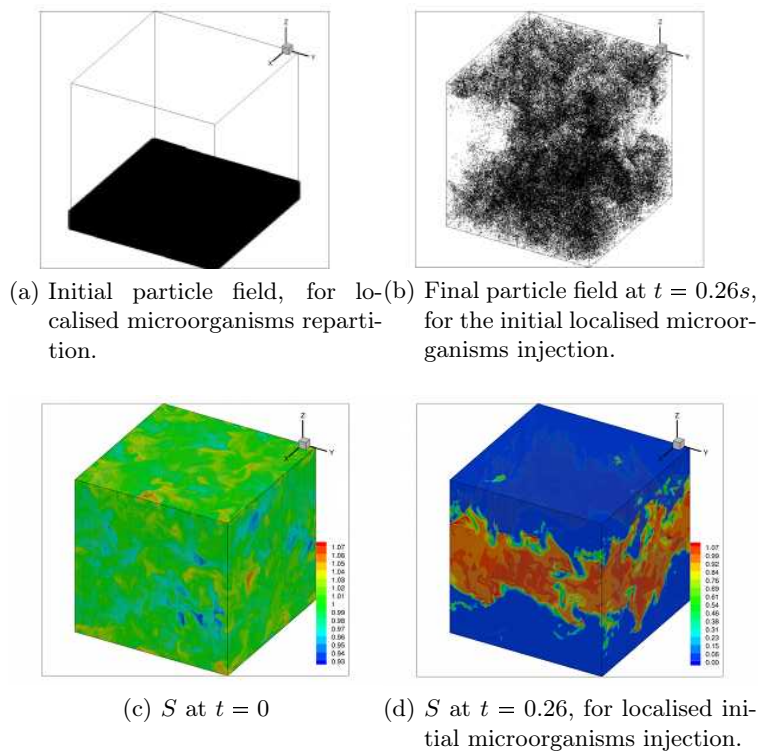 Z
X
Y
Z
X
Y
(a) Initial particle field, for lo-
calised microorganisms reparti-
tion.
(b) Final particle field at t = 0.26s,
for the initial localised microor-
ganisms injection.
Z
X
Y
1.07
1.06
1.05
1.04
1.03
1.02
1.01
1
0.99
0.98
0.97
0.96
0.95
0.94
0.93
Z
X
Y
1.07
0.99
0.92
0.84
0.76
0.69
0.61
0.54
0.46
0.38
0.31
0.23
0.15
0.08
0.00
(c) S at t = 0
(d) S at t = 0.26, for localised ini-
tial microorganisms injection.